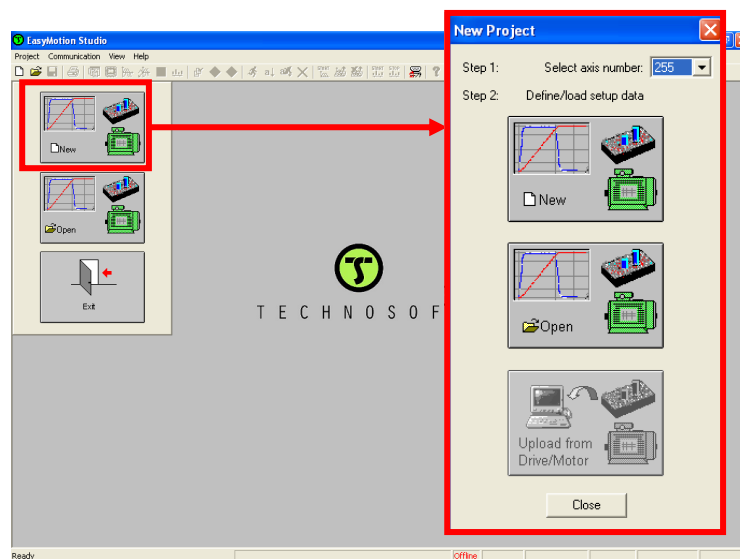 EasyMotion Studio
Project Communication View Help
New
Open
Exit
TECHNOSOF
New Project
Step 1: Select axis number: 255
Step 2: Define/load setup data
New
Open
Upload from
Drive/Motor
Close
Ready
Offline